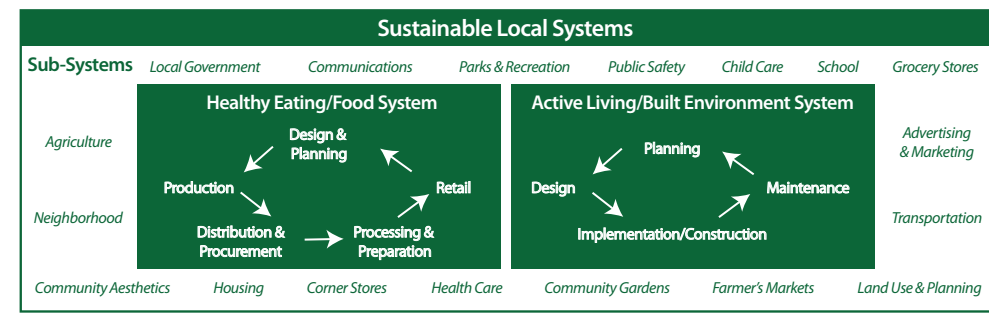 Sustainable Local Systems
Sub-Systems Local Government Communications Parks & Recreation Public Safety Child Care School Grocery Stores
Healthy Eating/Food System
Design &
Planning
Production
Retail
Distribution &
Procurement
Processing &
Preparation
Active Living/Built Environment System
Planning
Design
Maintenance
Implementation/Construction
Agriculture
Neighborhood
Advertising
& Marketing
Transportation
Community Aesthetics Housing Corner Stores Health Care Community Gardens Farmer's Markets Land Use & Planning